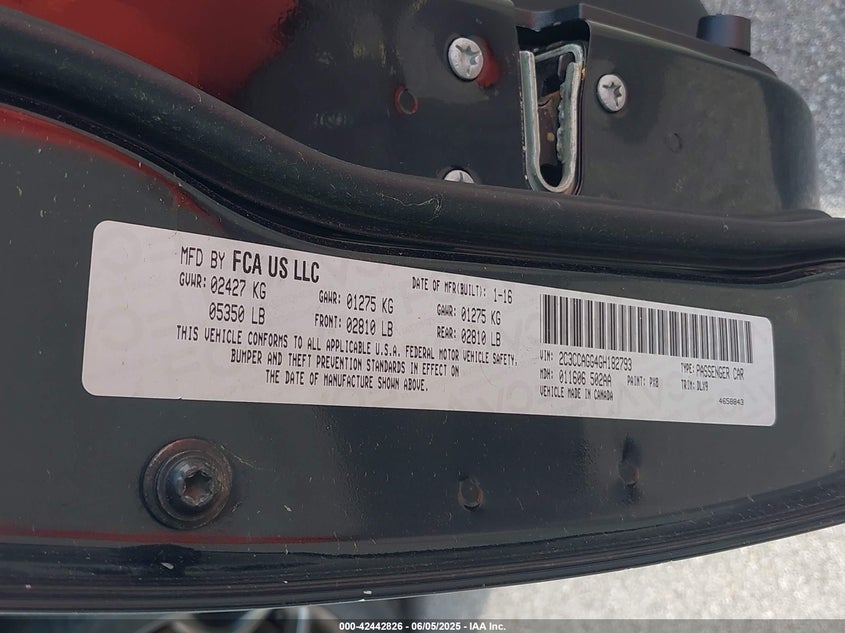 MFD BY FCA US LLC
DATE OF MFR(BUILT): 1-16
GVWR: 02427 KG
GAWR: 01275 KG
GAWR: 01275 KG
05350 LB
FRONT: 02810 LB
REAR: 02810 LB
THIS VEHICLE CONFORMS TO ALL APPLICABLE U.S.A. FEDERAL MOTOR VEHICLE SAFETY,
BUMPER AND THEFT PREVENTION STANDARDS IN EFFECT ON
THE DATE OF MANUFACTURE SHOWN ABOVE.
VIN: 2C3CCAGG4GH182793
TYPE: PASSENGER CAR
MDH: 011606 502AA
PAINT: PX8
TRIM: DLX9
VEHICLE MADE IN CANADA
4658843
000-42442826 - 06/05/2025 - IAA Inc.